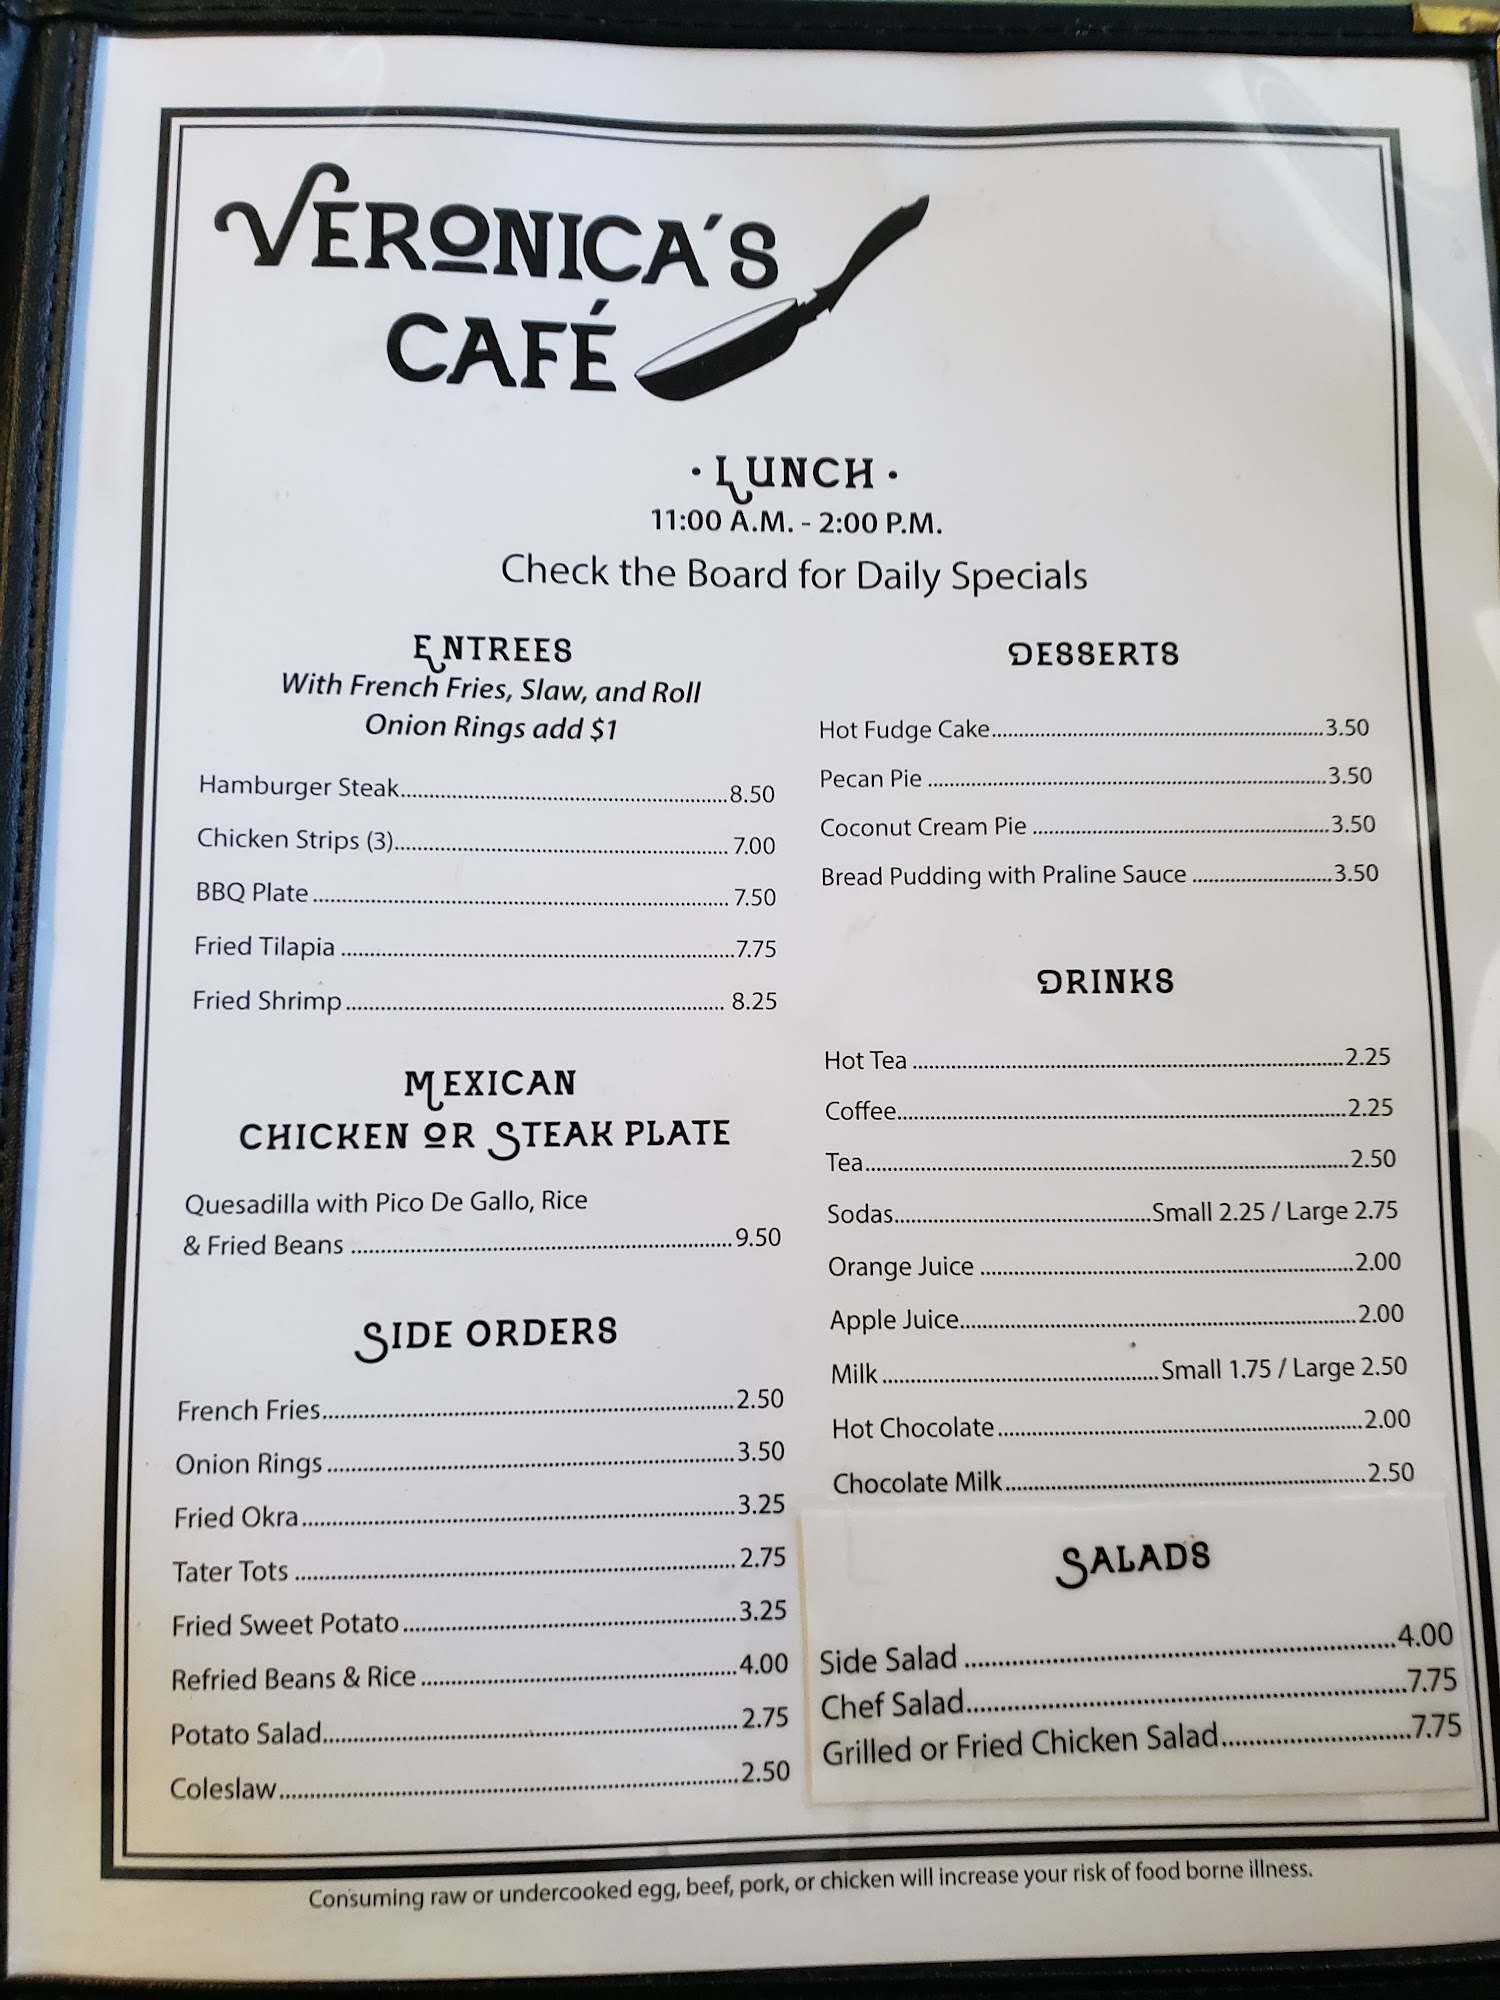 VERONICA'S
CAFÉ
· LUNCH ·
11:00 A.M. - 2:00 P.M.
Check the Board for Daily Specials
ENTREES
With French Fries, Slaw, and Roll
Onion Rings add $1
Hamburger Steak 8.50
Chicken Strips (3) 7.00
BBQ Plate 7.50
Fried Tilapia 7.75
Fried Shrimp 8.25
MEXICAN
CHICKEN OR STEAK PLATE
Quesadilla with Pico De Gallo, Rice
& Fried Beans 9.50
SIDE ORDERS
French Fries 2.50
Onion Rings 3.50
Fried Okra 3.25
Tater Tots 2.75
Fried Sweet Potato 3.25
Refried Beans & Rice 4.00
Potato Salad 2.75
Coleslaw 2.50
DESSERTS
Hot Fudge Cake 3.50
Pecan Pie 3.50
Coconut Cream Pie 3.50
Bread Pudding with Praline Sauce 3.50
DRINKS
Hot Tea 2.25
Coffee 2.25
Tea 2.50
Sodas Small 2.25 / Large 2.75
Orange Juice 2.00
Apple Juice 2.00
Milk Small 1.75 / Large 2.50
Hot Chocolate 2.00
Chocolate Milk 2.50
SALADS
Side Salad 4.00
Chef Salad 7.75
Grilled or Fried Chicken Salad 7.75
Consuming raw or undercooked egg, beef, pork, or chicken will increase your risk of food borne illness.